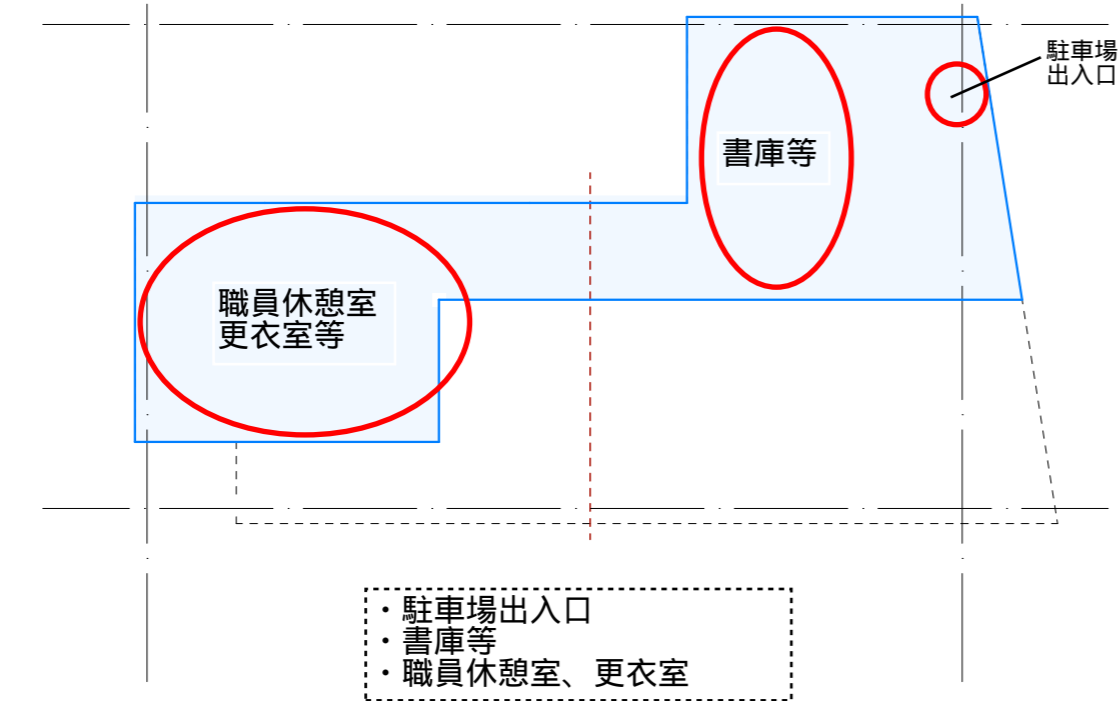 駐車場
出入口
書庫等
職員休憩室
更衣室等
・駐車場出入口
・書庫等
・職員休憩室、更衣室